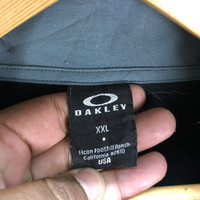 OAKLEY
XXL
1 Icon Foothill Ranch
California 92610
USA